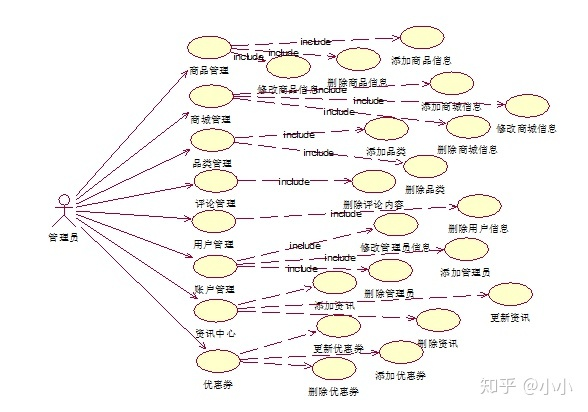 include
添加商品信息
include
删除商品信息
include
修改商品信息
商品管理
include
添加商城信息
修改商城信息
include
删除商城信息
商城管理
include
添加品类
include
删除品类
品类管理
include
删除评论内容
评论管理
include
删除用户信息
用户管理
管理员
include
修改管理员信息
include
添加管理员
include
删除管理员
账户管理
添加资讯
更新资讯
删除资讯
资讯中心
更新优惠券
添加优惠券
删除优惠券
优惠券
知乎 @小小